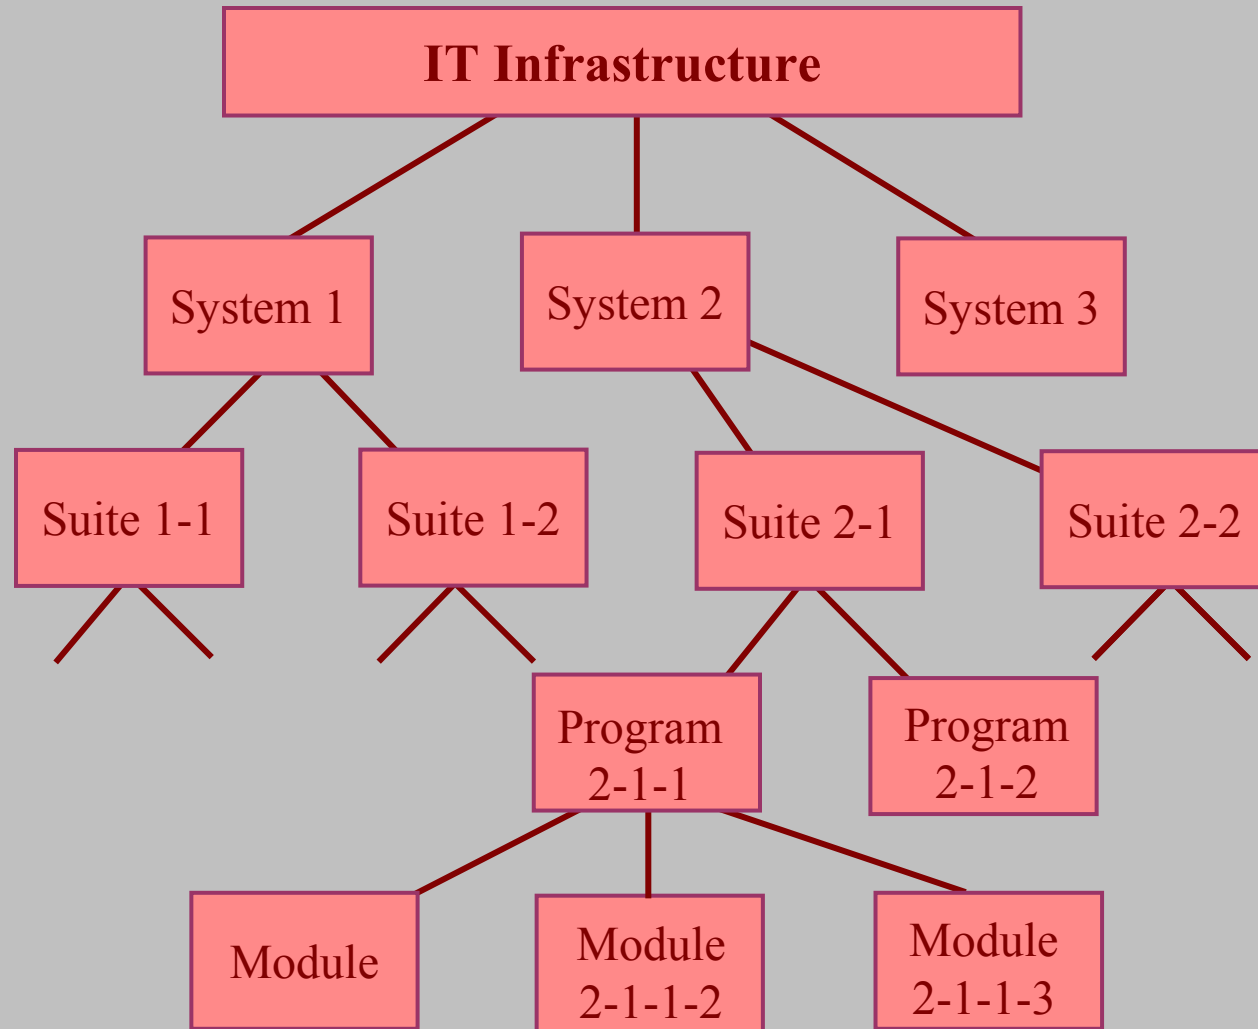 IT Infrastructure
System 1
System 2
System 3
Suite 1-1
Suite 1-2
Suite 2-1
Suite 2-2
Program
2-1-1
Program
2-1-2
Module
Module
2-1-1-2
Module
2-1-1-3